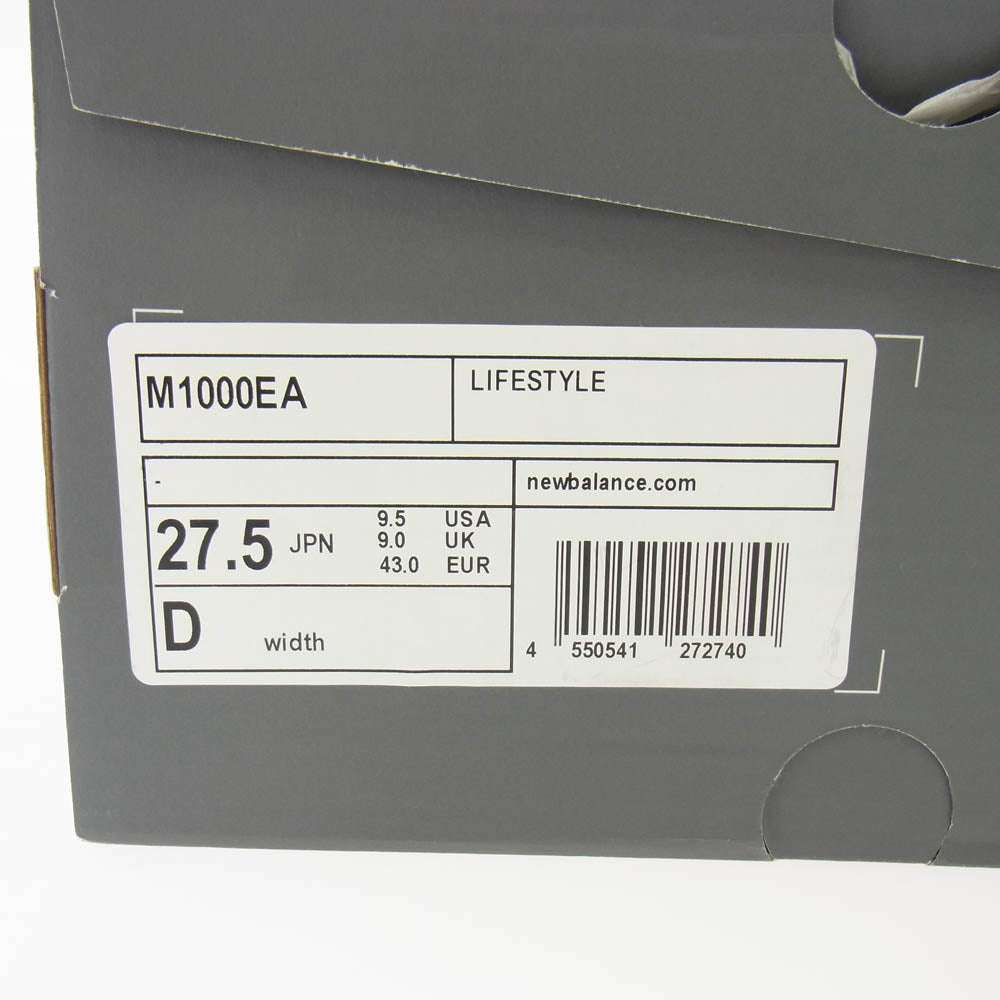 M1000EA
LIFESTYLE
-
newbalance.com
27.5 JPN
9.5 USA
9.0 UK
43.0 EUR
D width
4 550541 272740